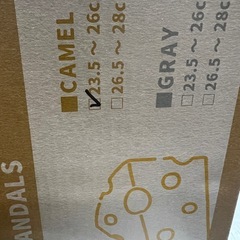 ■CAMEL
☑23.5～26c
□26.5～28c
■GRAY
□23.5～26c
□26.5～28c
ANDALS